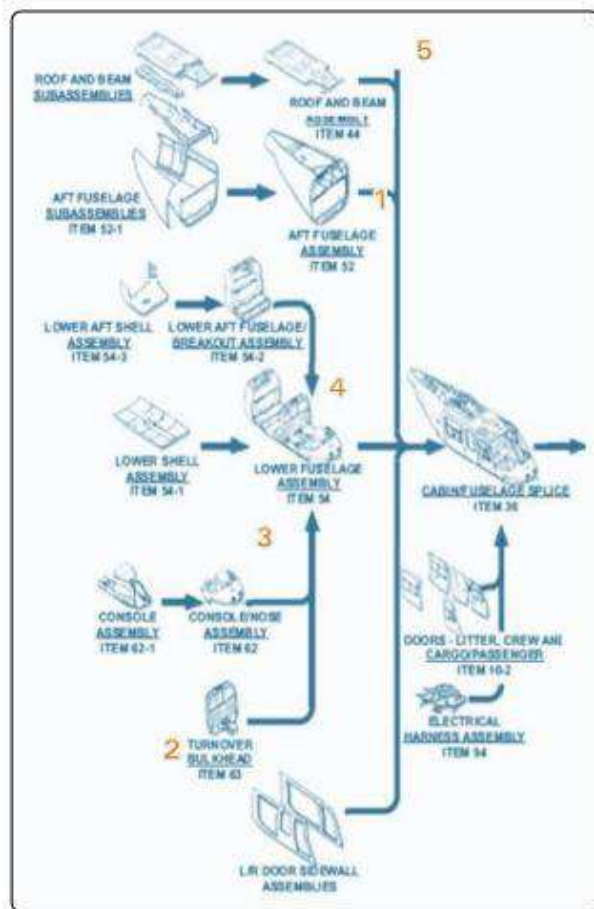 5
ROOF AND BEAM
SUBASSEMBLIES
ROOF AND BEAM
ASSEMBLY
ITEM 44
1
AFT FUSELAGE
SUBASSEMBLIES
ITEM 52-1
AFT FUSELAGE
ASSEMBLY
ITEM 52
LOWER AFT SHELL
ASSEMBLY
ITEM 54-3
LOWER AFT FUSELAGE/
BREAKOUT ASSEMBLY
ITEM 54-2
4
LOWER SHELL
ASSEMBLY
ITEM 54-1
LOWER FUSELAGE
ASSEMBLY
ITEM 54
CABIN/FUSELAGE SPLICE
ITEM 36
3
CONSOLE
ASSEMBLY
ITEM 62-1
CONSOLE/NOSE
ASSEMBLY
ITEM 62
DOORS - LITTER, CREW ANI
CARGO/PASSENGER
ITEM 10-2
2
TURNOVER
BULKHEAD
ITEM 63
ELECTRICAL
HARNESS ASSEMBLY
ITEM 94
L/R DOOR SIDEWALL
ASSEMBLIES